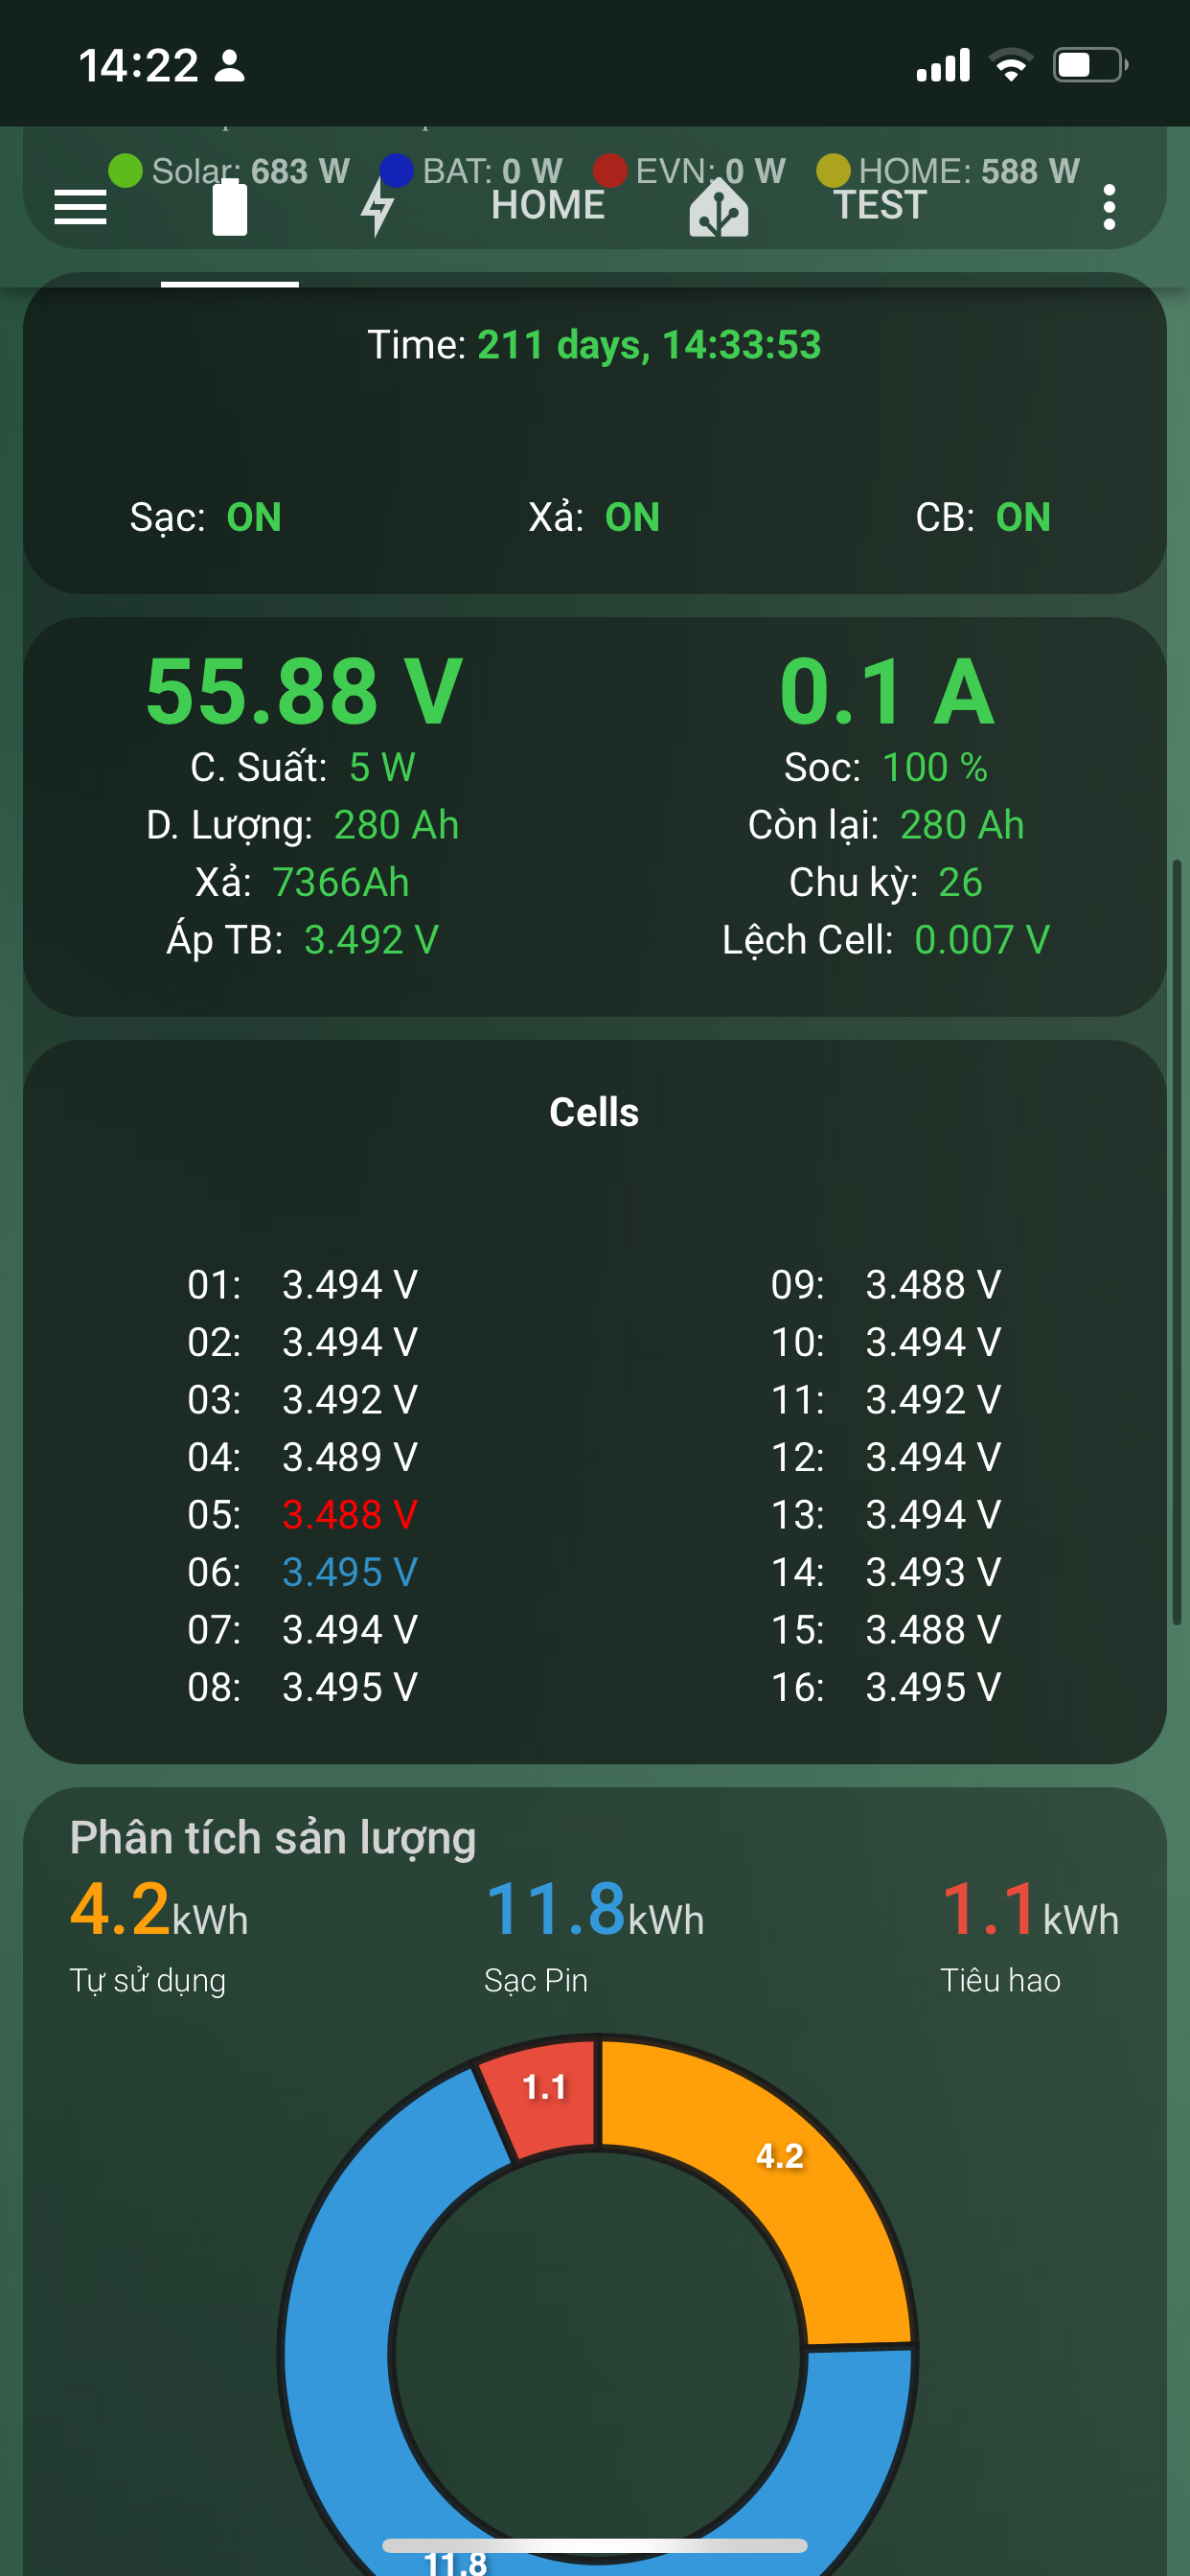 14:22
Solar: 683 W BAT: 0 W EVN: 0 W HOME: 588 W
HOME TEST
Time: 211 days, 14:33:53
Sạc: ON Xả: ON CB: ON
55.88 V 0.1 A
C. Suất: 5 W Soc: 100 %
D. Lượng: 280 Ah Còn lại: 280 Ah
Xả: 7366Ah Chu kỳ: 26
Áp TB: 3.492 V Lệch Cell: 0.007 V
Cells
01: 3.494 V 09: 3.488 V
02: 3.494 V 10: 3.494 V
03: 3.492 V 11: 3.492 V
04: 3.489 V 12: 3.494 V
05: 3.488 V 13: 3.494 V
06: 3.495 V 14: 3.493 V
07: 3.494 V 15: 3.488 V
08: 3.495 V 16: 3.495 V
Phân tích sản lượng
4.2kWh 11.8kWh 1.1kWh
Tự sử dụng Sạc Pin Tiêu hao
1.1
4.2
11.8